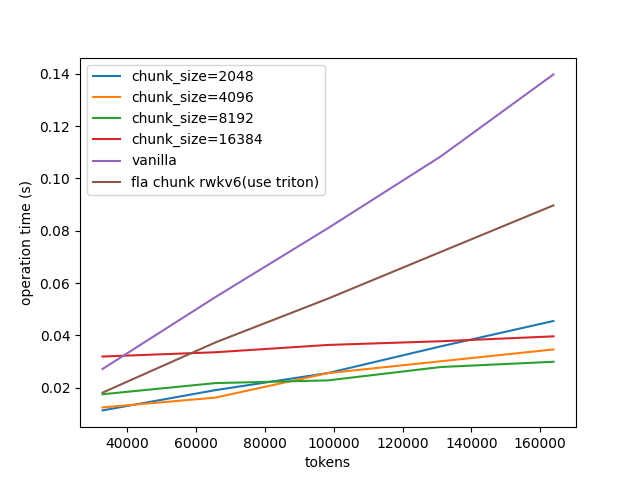 0.14
0.12
0.10
0.08
0.06
0.04
0.02
operation time (s)
chunk_size=2048
chunk_size=4096
chunk_size=8192
chunk_size=16384
vanilla
fla chunk rwkv6(use triton)
40000 60000 80000 100000 120000 140000 160000
tokens